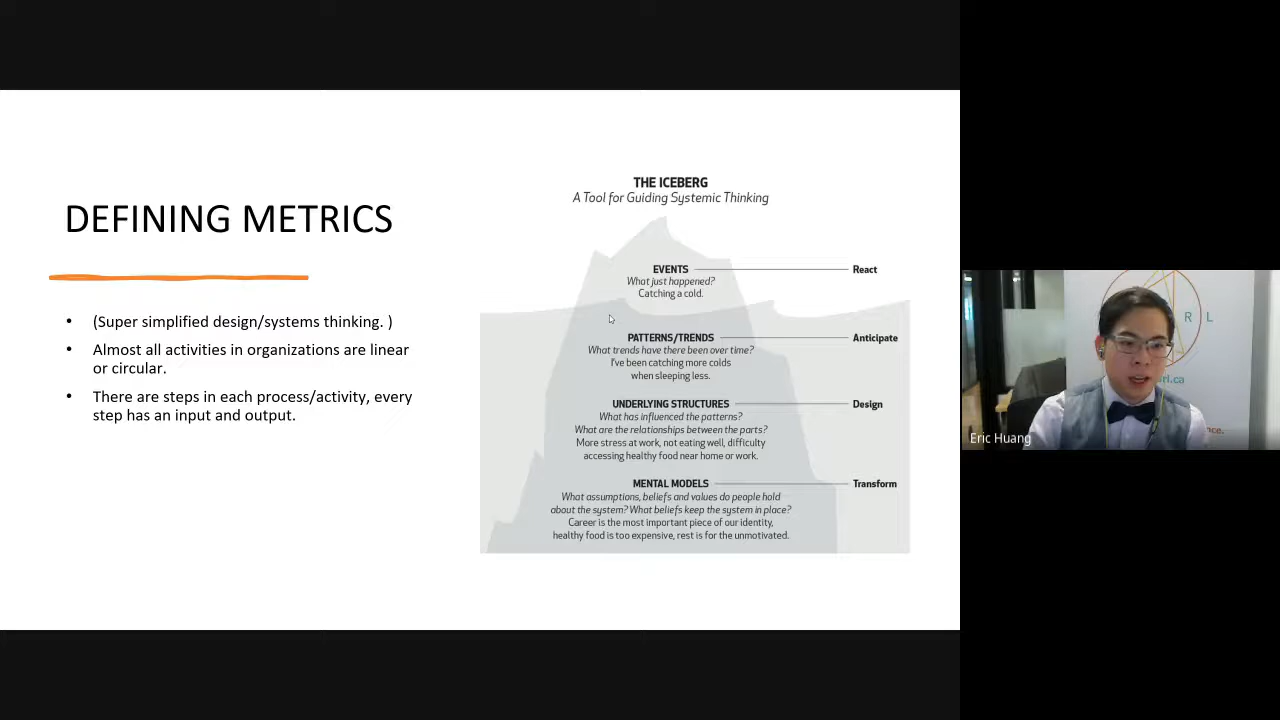 DEFINING METRICS
• (Super simplified design/systems thinking. )
• Almost all activities in organizations are linear
or circular.
• There are steps in each process/activity, every
step has an input and output.
THE ICEBERG
A Tool for Guiding Systemic Thinking
EVENTS React
What just happened?
Catching a cold.
PATTERNS/TRENDS Anticipate
What trends have there been over time?
I've been catching more colds
when sleeping less.
UNDERLYING STRUCTURES Design
What has influenced the patterns?
What are the relationships between the parts?
More stress at work, not eating well, difficulty
accessing healthy food near home or work.
MENTAL MODELS Transform
What assumptions, beliefs and values do people hold
about the system? What beliefs keep the system in place?
Career is the most important piece of our identity,
healthy food is too expensive, rest is for the unmotivated.
R L
rl.ca
nce.
Eric Huang